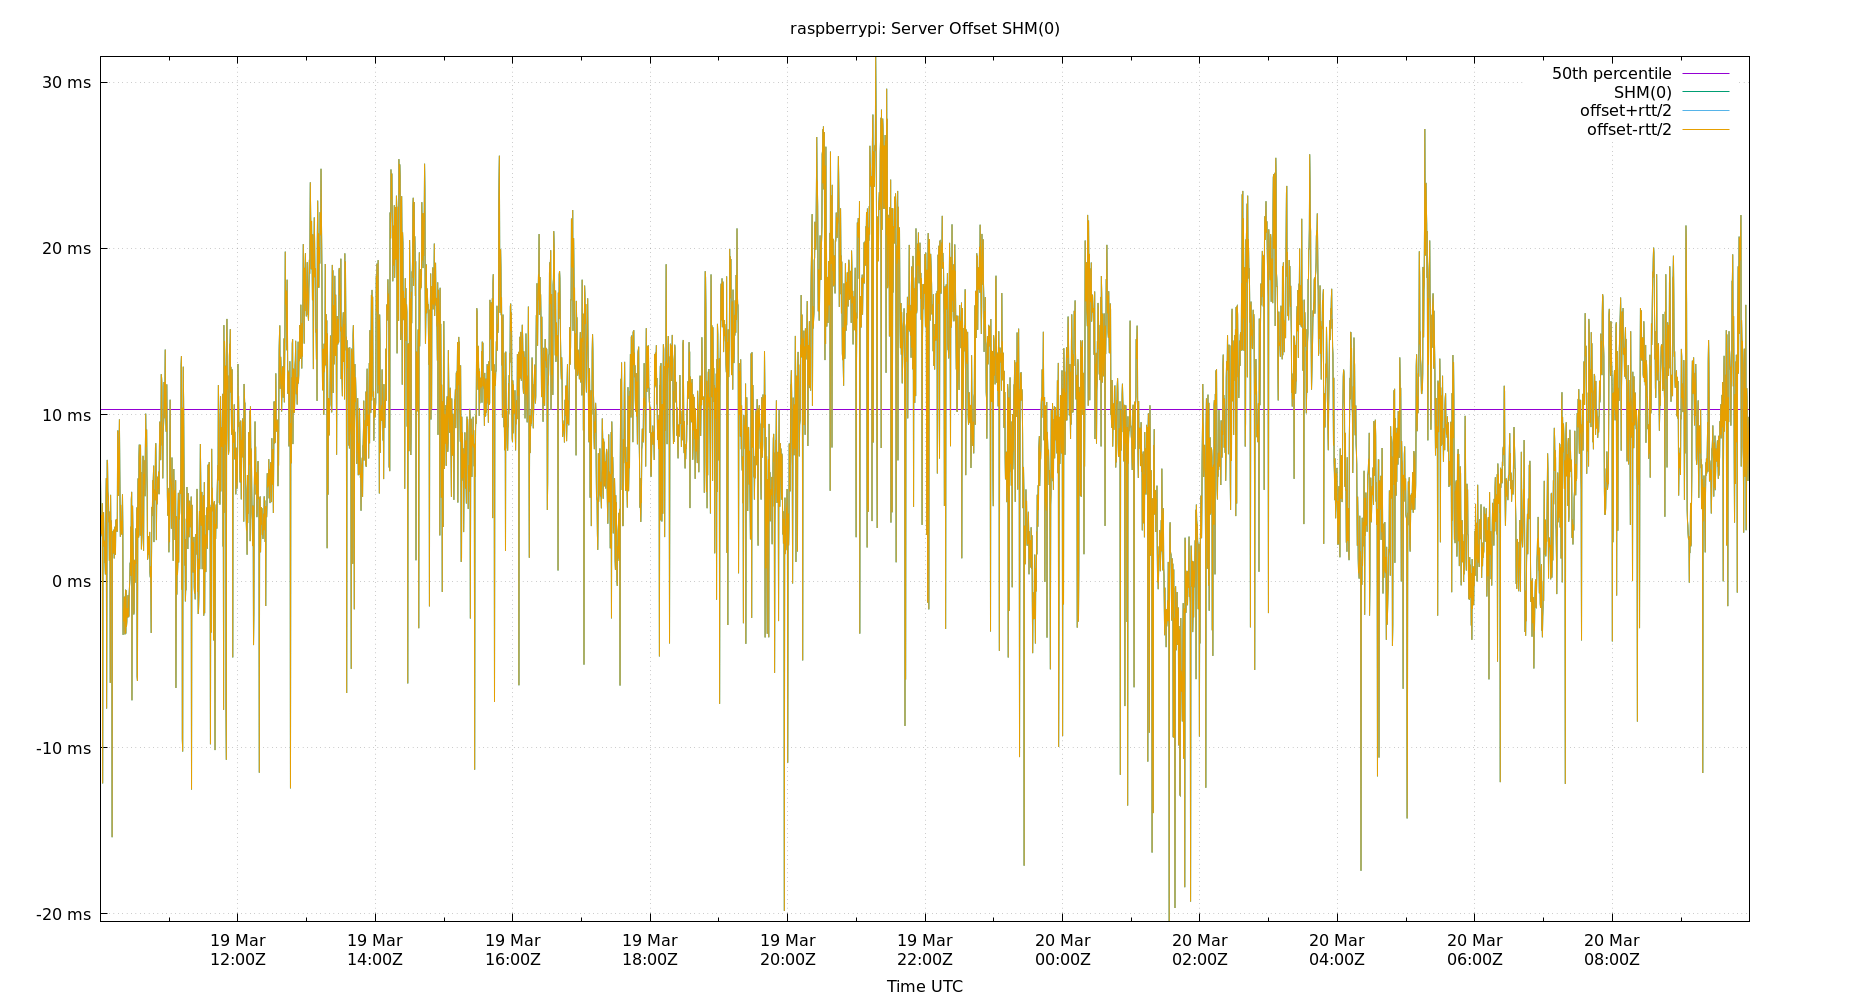 raspberrypi: Server Offset SHM(0)
50th percentile
SHM(0)
offset+rtt/2
offset-rtt/2
30 ms
20 ms
10 ms
0 ms
-10 ms
-20 ms
19 Mar 19 Mar 19 Mar 19 Mar 19 Mar 19 Mar 20 Mar 20 Mar 20 Mar 20 Mar 20 Mar
12:00Z 14:00Z 16:00Z 18:00Z 20:00Z 22:00Z 00:00Z 02:00Z 04:00Z 06:00Z 08:00Z
Time UTC